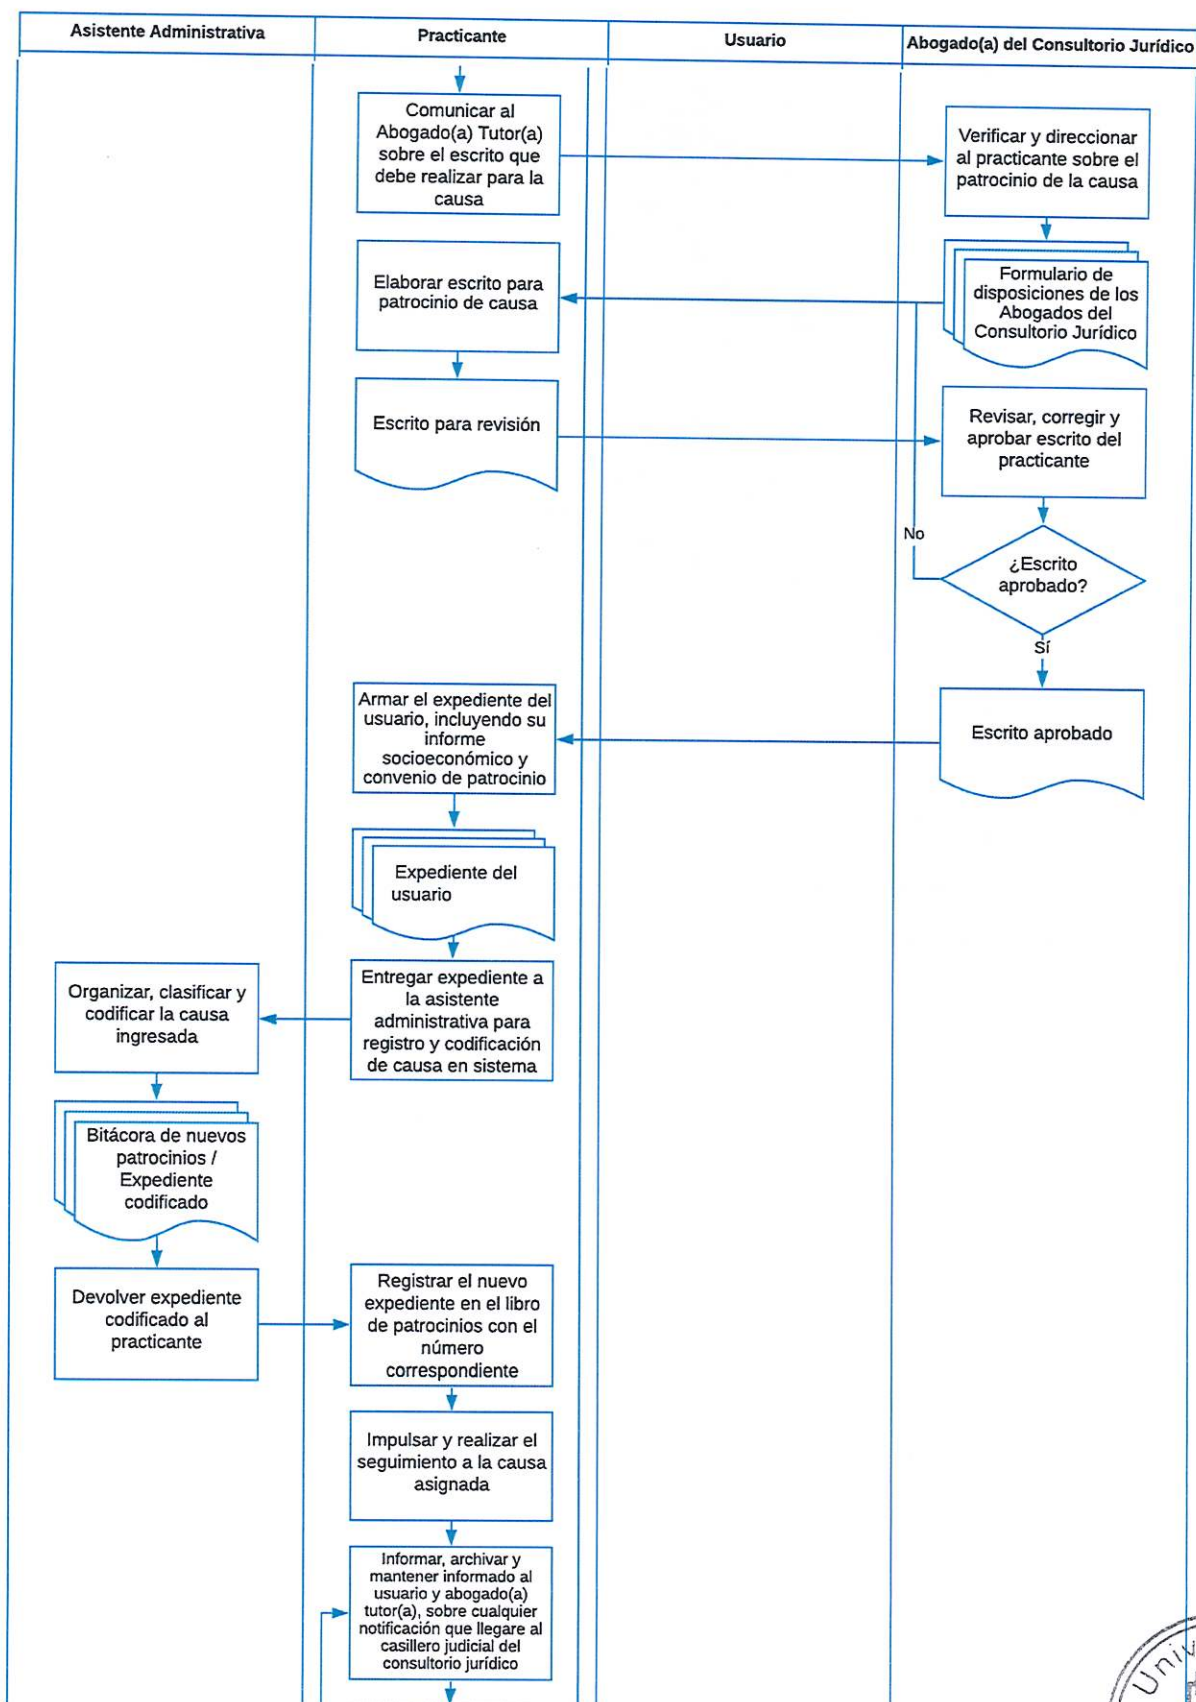 Asistente Administrativa
Practicante
Usuario
Abogado(a) del Consultorio Jurídico
Comunicar al
Abogado(a) Tutor(a)
sobre el escrito que
debe realizar para la
causa
Verificar y direccionar
al practicante sobre el
patrocinio de la causa
Formulario de
disposiciones de los
Abogados del
Consultorio Jurídico
Elaborar escrito para
patrocinio de causa
Escrito para revisión
Revisar, corregir y
aprobar escrito del
practicante
No
¿Escrito
aprobado?
Sí
Escrito aprobado
Armar el expediente del
usuario, incluyendo su
informe
socioeconómico y
convenio de patrocinio
Expediente del
usuario
Entregar expediente a
la asistente
administrativa para
registro y codificación
de causa en sistema
Organizar, clasificar y
codificar la causa
ingresada
Bitácora de nuevos
patrocinios /
Expediente
codificado
Devolver expediente
codificado al
practicante
Registrar el nuevo
expediente en el libro
de patrocinios con el
número
correspondiente
Impulsar y realizar el
seguimiento a la causa
asignada
Informar, archivar y
mantener informado al
usuario y abogado(a)
tutor(a), sobre cualquier
notificación que llegare al
casillero judicial del
consultorio jurídico